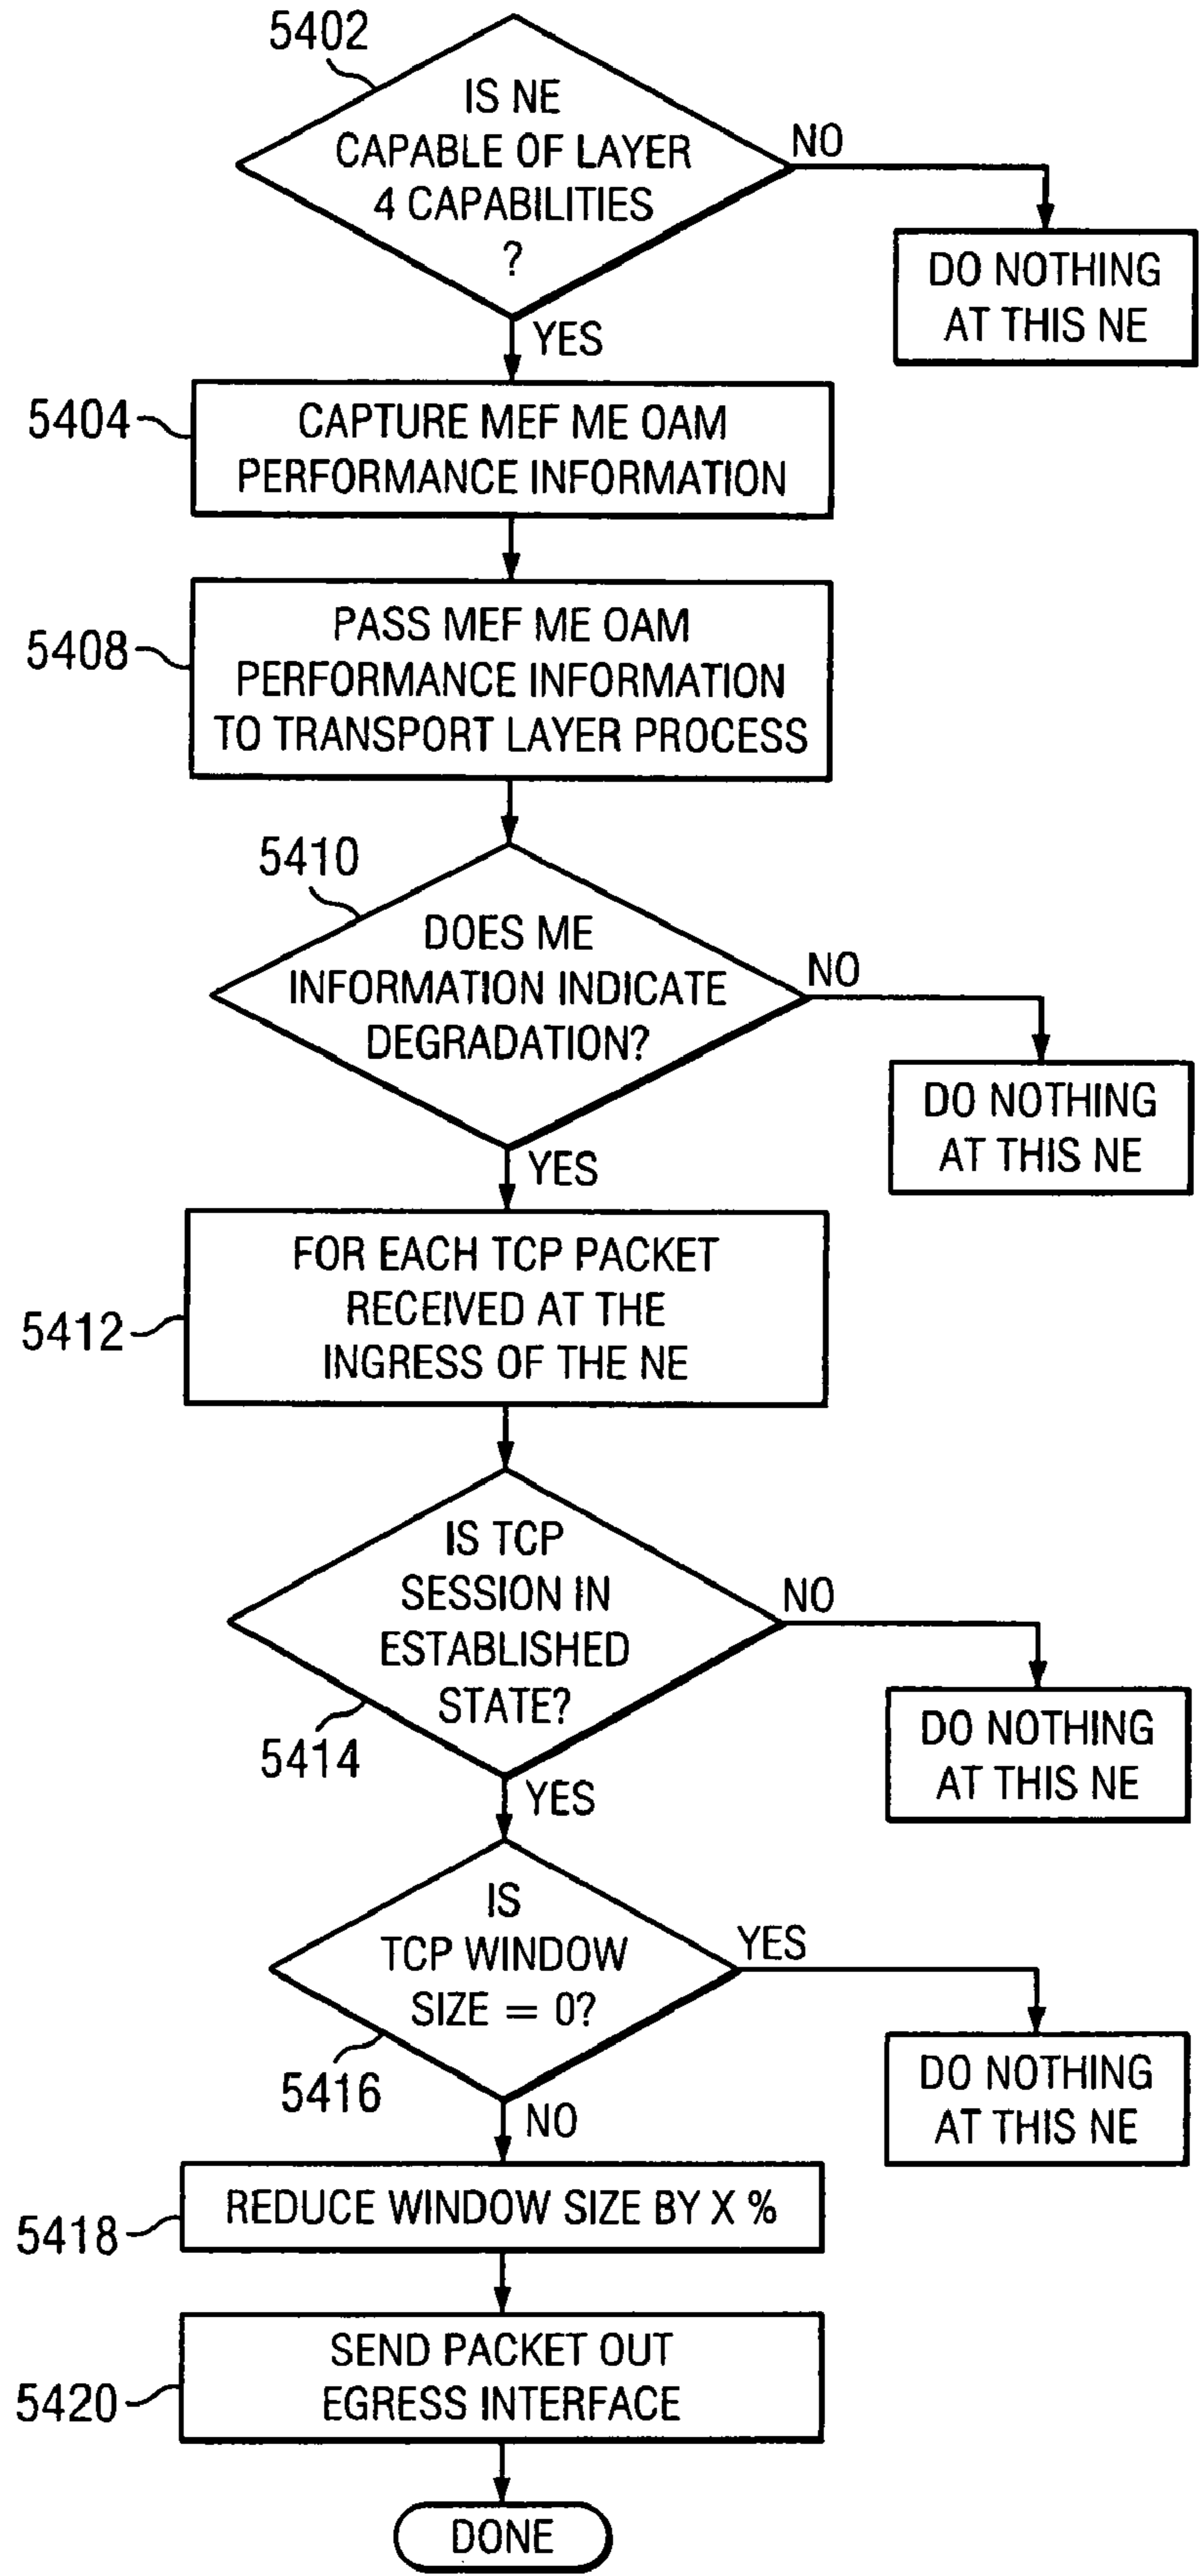 5402
IS NE
CAPABLE OF LAYER
4 CAPABILITIES
?
NO
DO NOTHING
AT THIS NE
YES
5404
CAPTURE MEF ME OAM
PERFORMANCE INFORMATION
5408
PASS MEF ME OAM
PERFORMANCE INFORMATION
TO TRANSPORT LAYER PROCESS
5410
DOES ME
INFORMATION INDICATE
DEGRADATION?
NO
DO NOTHING
AT THIS NE
YES
5412
FOR EACH TCP PACKET
RECEIVED AT THE
INGRESS OF THE NE
IS TCP
SESSION IN
ESTABLISHED
STATE?
5414
NO
DO NOTHING
AT THIS NE
YES
IS
TCP WINDOW
SIZE = 0?
5416
YES
DO NOTHING
AT THIS NE
NO
5418
REDUCE WINDOW SIZE BY X %
5420
SEND PACKET OUT
EGRESS INTERFACE
DONE